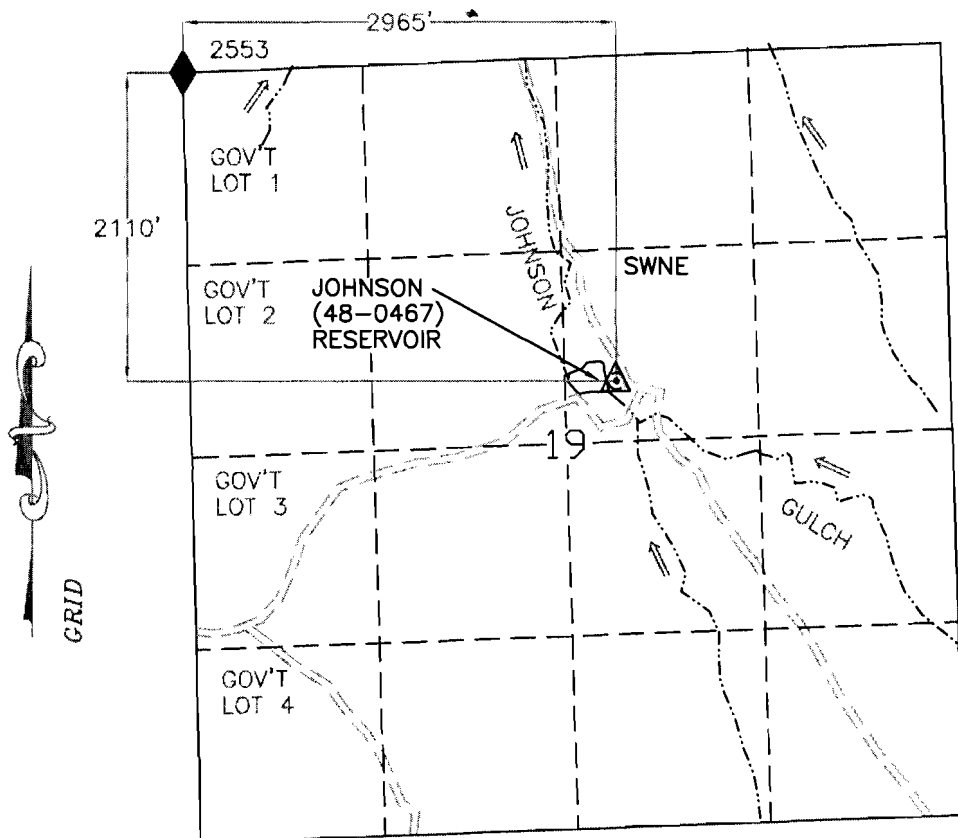 2965'
2553
GOV'T
LOT 1
2110'
JOHNSON
SWNE
GOV'T
LOT 2
JOHNSON
(48-0467)
RESERVOIR
19
GOV'T
LOT 3
GULCH
GRID
GOV'T
LOT 4